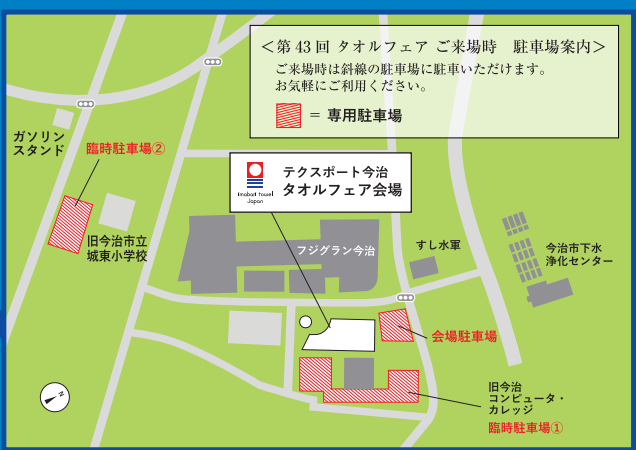 ＜第43回 タオルフェア ご来場時　駐車場案内＞
ご来場時は斜線の駐車場に駐車いただけます。
お気軽にご利用ください。
＝ 専用駐車場
ガソリン
スタンド
臨時駐車場②
旧今治市立
城東小学校
imabari towel
Japan
テクスポート今治
タオルフェア会場
フジグラン今治
すし水軍
今治市下水
浄化センター
会場駐車場
旧今治
コンピュータ・
カレッジ
臨時駐車場①
N